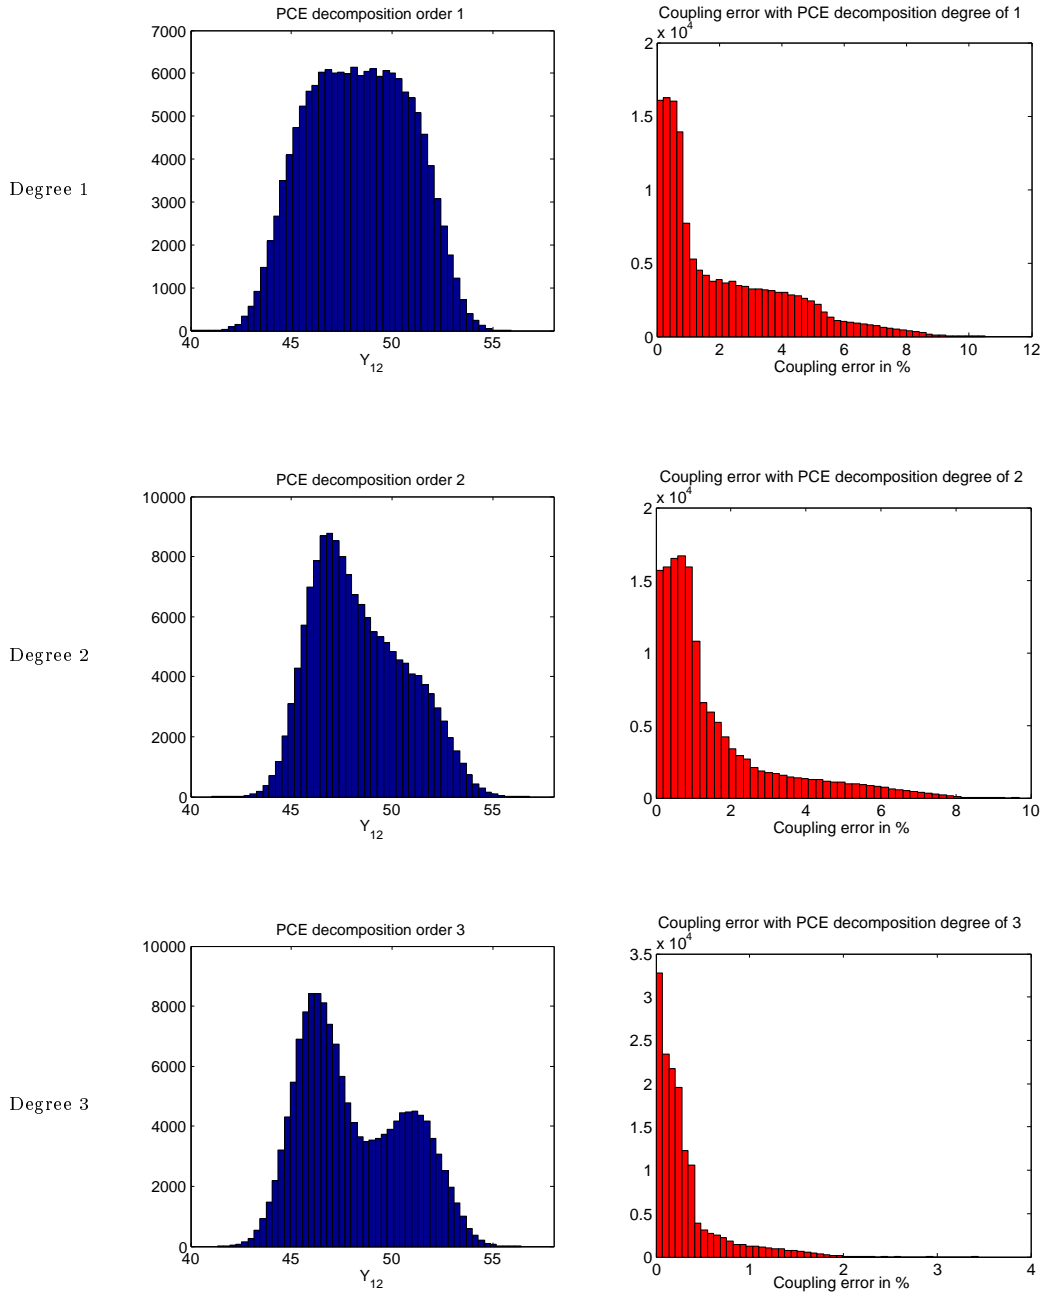 PCE decomposition order 1
7000
6000
5000
4000
3000
2000
1000
0
40 45 50 55
Y12
Degree 1
Coupling error with PCE decomposition degree of 1
x 10^4
2
1.5
1
0.5
0
0 2 4 6 8 10 12
Coupling error in %
PCE decomposition order 2
10000
8000
6000
4000
2000
0
40 45 50 55
Y12
Degree 2
Coupling error with PCE decomposition degree of 2
x 10^4
2
1.5
1
0.5
0
0 2 4 6 8 10
Coupling error in %
PCE decomposition order 3
10000
8000
6000
4000
2000
0
40 45 50 55
Y12
Degree 3
Coupling error with PCE decomposition degree of 3
x 10^4
3.5
3
2.5
2
1.5
1
0.5
0
0 1 2 3 4
Coupling error in %